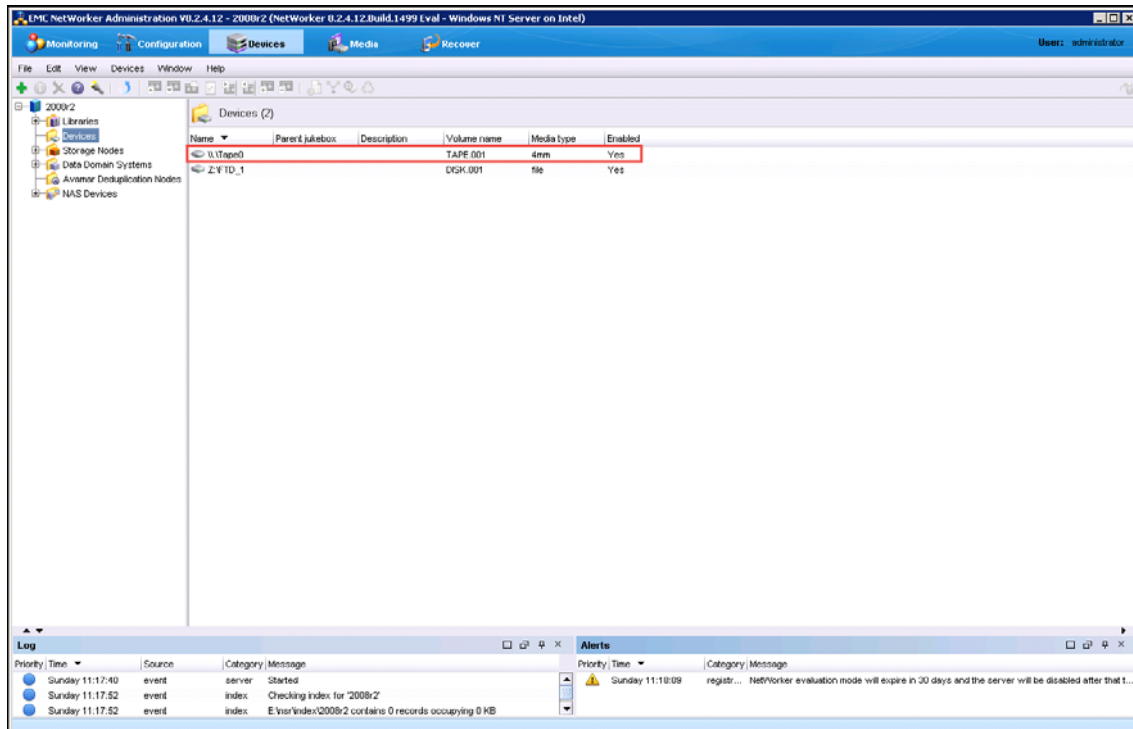 EMC NetWorker Administration V8.2.4.12 - 2008r2 (NetWorker 8.2.4.12.Build.1499 Eval - Windows NT Server on Intel)
Monitoring Configuration Devices Media Recover User: administrator
File Edit View Devices Window Help
2008r2
Libraries
Devices
Storage Nodes
Data Domain Systems
Avamar Deduplication Nodes
NAS Devices
Devices (2)
Name Parent jukebox Description Volume name Media type Enabled
\\.\Tape0 TAPE.001 4mm Yes
Z:\FTD_1 DISK.001 file Yes
Log
Priority Time Source Category Message
Sunday 11:17:40 event server Started
Sunday 11:17:52 event index Checking index for '2008r2'
Sunday 11:17:52 event index E:\nsr\index\2008r2 contains 0 records occupying 0 KB
Alerts
Priority Time Category Message
Sunday 11:18:09 registr... NetWorker evaluation mode will expire in 30 days and the server will be disabled after that t...